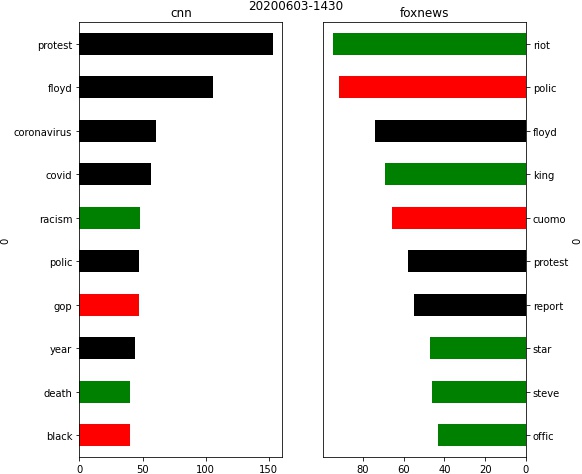 20200603-1430
cnn
foxnews
protest
floyd
coronavirus
covid
racism
polic
gop
year
death
black
0
0 50 100 150
riot
polic
floyd
king
cuomo
protest
report
star
steve
offic
0
80 60 40 20 0